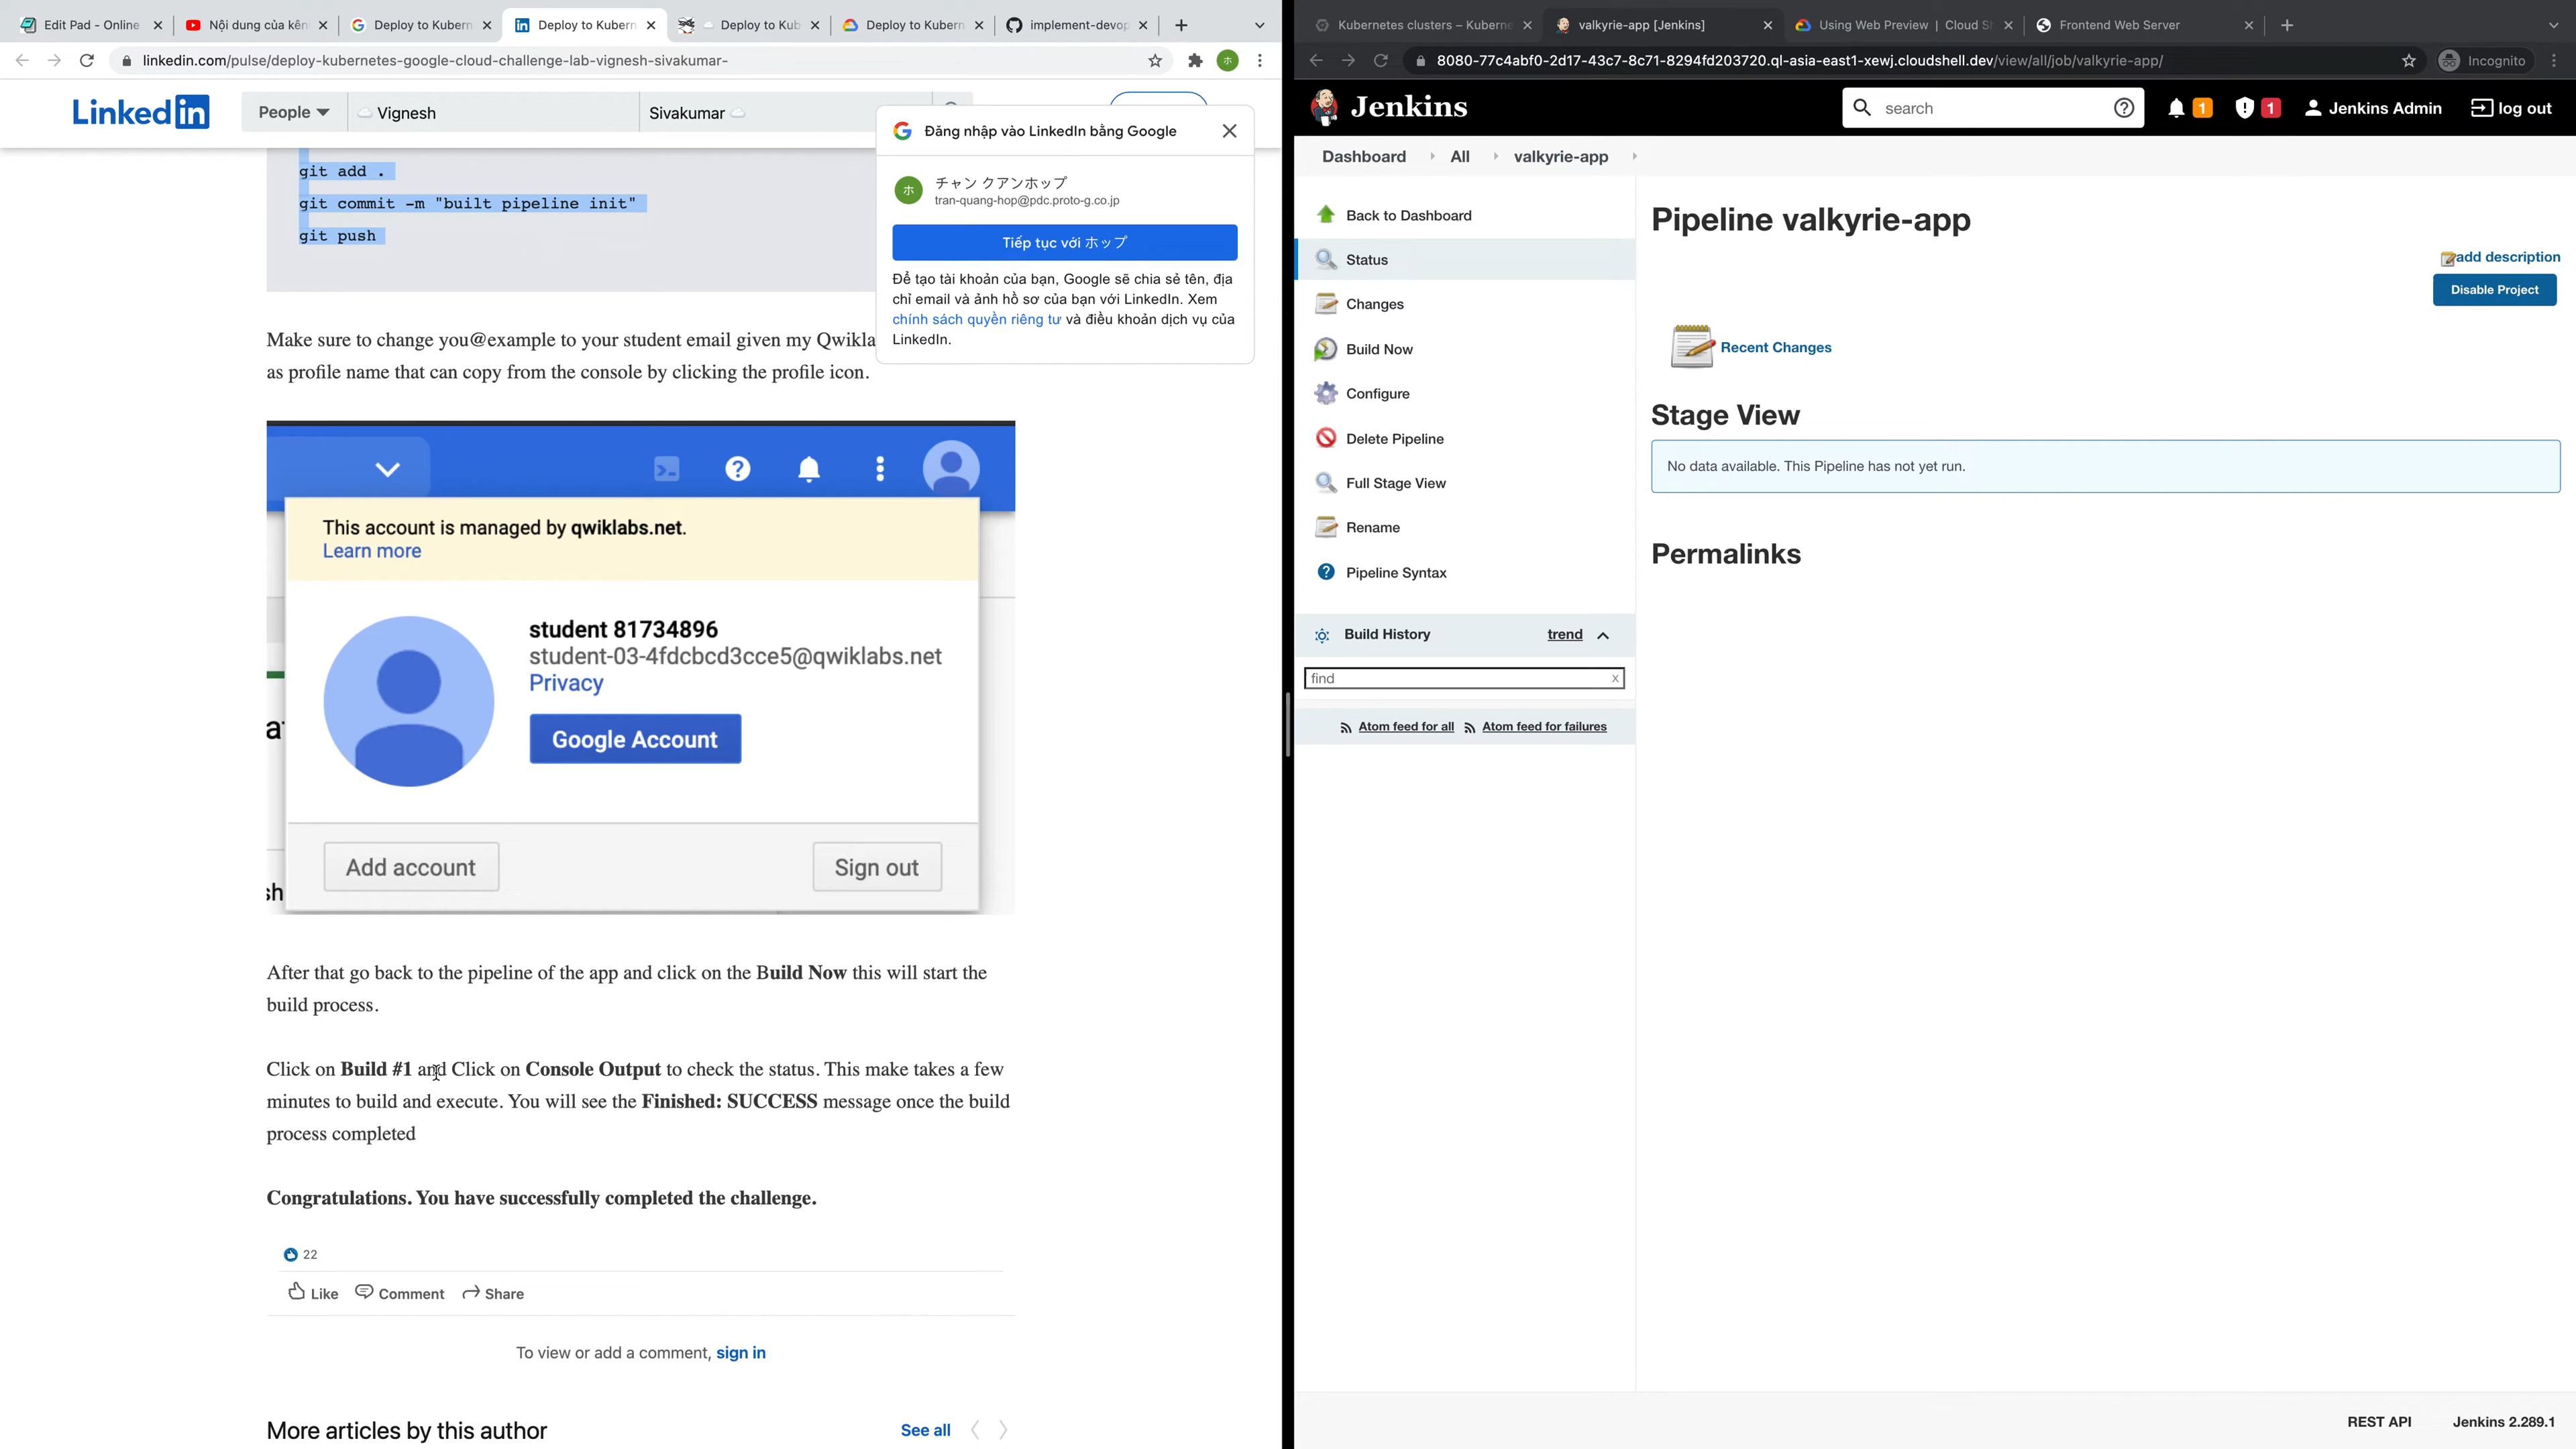 Edit Pad - Online
Nội dung của kên
Deploy to Kubern
Deploy to Kubern
Deploy to Kub
Deploy to Kubern
implement-devop
linkedin.com/pulse/deploy-kubernetes-google-cloud-challenge-lab-vignesh-sivakumar-
LinkedIn
People
Vignesh
Sivakumar
Đăng nhập vào LinkedIn bằng Google
ホ
チャン クアンホップ
tran-quang-hop@pdc.proto-g.co.jp
Tiếp tục với ホップ
Để tạo tài khoản của bạn, Google sẽ chia sẻ tên, địa
chỉ email và ảnh hồ sơ của bạn với LinkedIn. Xem
chính sách quyền riêng tư và điều khoản dịch vụ của
LinkedIn.
git add .
git commit -m "built pipeline init"
git push
Make sure to change you@example to your student email given my Qwikla
as profile name that can copy from the console by clicking the profile icon.
This account is managed by qwiklabs.net.
Learn more
student 81734896
student-03-4fdcbcd3cce5@qwiklabs.net
Privacy
Google Account
Add account
Sign out
After that go back to the pipeline of the app and click on the Build Now this will start the
build process.
Click on Build #1 and Click on Console Output to check the status. This make takes a few
minutes to build and execute. You will see the Finished: SUCCESS message once the build
process completed
Congratulations. You have successfully completed the challenge.
22
Like
Comment
Share
To view or add a comment, sign in
More articles by this author
See all
Kubernetes clusters – Kuberne
valkyrie-app [Jenkins]
Using Web Preview | Cloud Sh
Frontend Web Server
8080-77c4abf0-2d17-43c7-8c71-8294fd203720.ql-asia-east1-xewj.cloudshell.dev/view/all/job/valkyrie-app/
Incognito
Jenkins
search
1
1
Jenkins Admin
log out
Dashboard
All
valkyrie-app
Back to Dashboard
Status
Changes
Build Now
Configure
Delete Pipeline
Full Stage View
Rename
Pipeline Syntax
Build History
trend
find
x
Atom feed for all
Atom feed for failures
Pipeline valkyrie-app
add description
Disable Project
Recent Changes
Stage View
No data available. This Pipeline has not yet run.
Permalinks
REST API
Jenkins 2.289.1